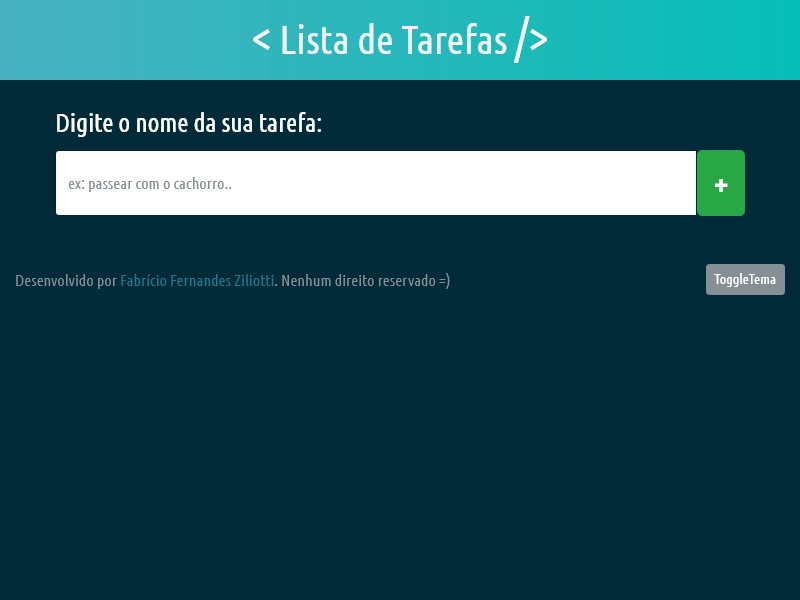 < Lista de Tarefas />
Digite o nome da sua tarefa:
ex: passear com o cachorro..
+
Desenvolvido por Fabrício Fernandes Ziliotti. Nenhum direito reservado =)
ToggleTema